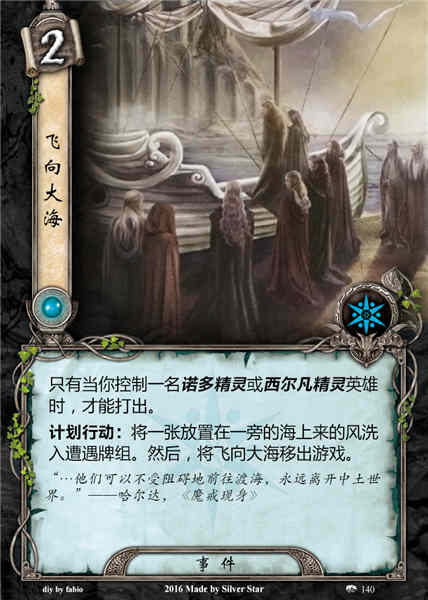 2
飞向大海
只有当你控制一名诺多精灵或西尔凡精灵英雄
时，才能打出。
计划行动：将一张放置在一旁的海上来的风洗
入遭遇牌组。然后，将飞向大海移出游戏。
“…他们可以不受阻碍地前往渡海，永远离开中土世
界。”——哈尔达，《魔戒现身》
事件
diy by fabio
2016 Made by Silver Star
140